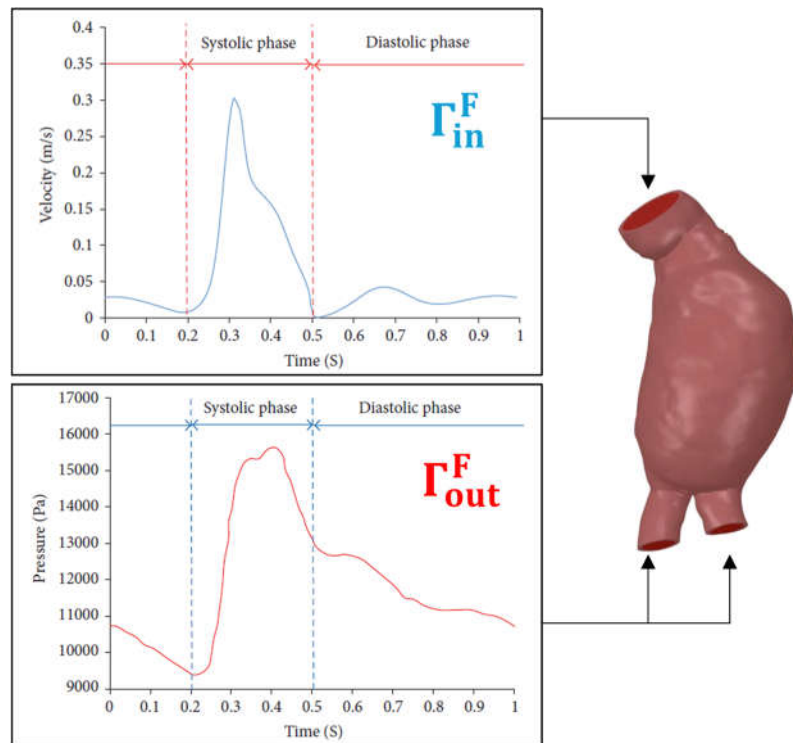 0.4
0.35
0.3
0.25
0.2
0.15
0.1
0.05
0
Velocity (m/s)
Systolic phase
Diastolic phase
Γ^F_in
0 0.1 0.2 0.3 0.4 0.5 0.6 0.7 0.8 0.9 1
Time (S)
17000
16000
15000
14000
13000
12000
11000
10000
9000
Pressure (Pa)
Systolic phase
Diastolic phase
Γ^F_out
0 0.1 0.2 0.3 0.4 0.5 0.6 0.7 0.8 0.9 1
Time (S)